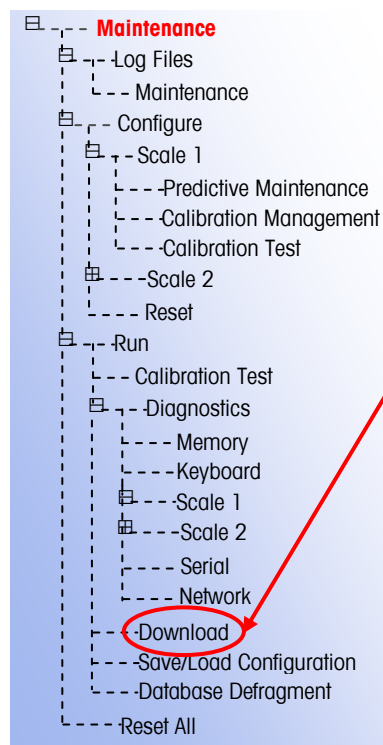 Maintenance
Log Files
Maintenance
Configure
Scale 1
Predictive Maintenance
Calibration Management
Calibration Test
Scale 2
Reset
Run
Calibration Test
Diagnostics
Memory
Keyboard
Scale 1
Scale 2
Serial
Network
Download
Save/Load Configuration
Database Defragment
Reset All